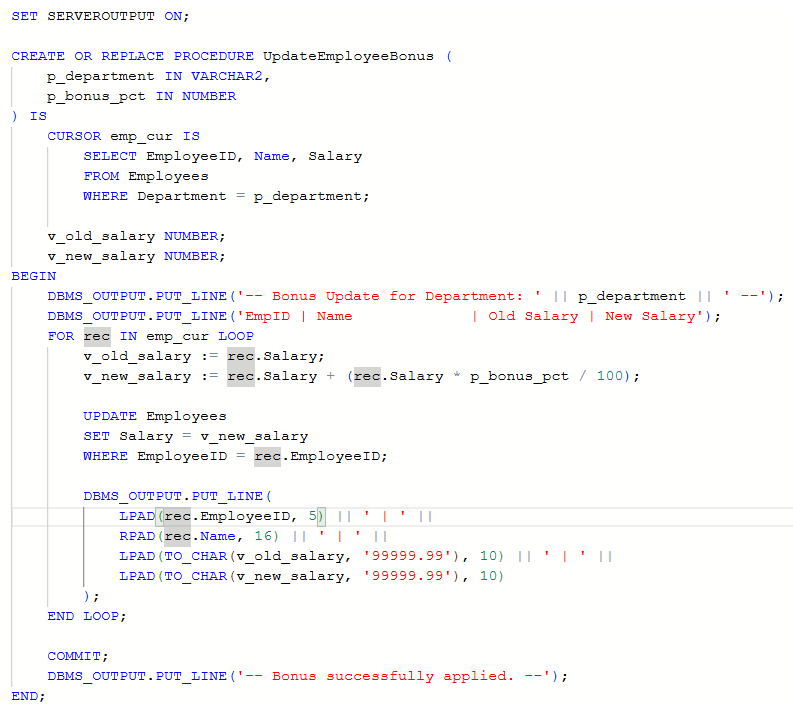 SET SERVEROUTPUT ON;

CREATE OR REPLACE PROCEDURE UpdateEmployeeBonus (
    p_department IN VARCHAR2,
    p_bonus_pct IN NUMBER
) IS
    CURSOR emp_cur IS
        SELECT EmployeeID, Name, Salary
        FROM Employees
        WHERE Department = p_department;

    v_old_salary NUMBER;
    v_new_salary NUMBER;
BEGIN
    DBMS_OUTPUT.PUT_LINE('-- Bonus Update for Department: ' || p_department || ' --');
    DBMS_OUTPUT.PUT_LINE('EmpID | Name             | Old Salary | New Salary');
    FOR rec IN emp_cur LOOP
        v_old_salary := rec.Salary;
        v_new_salary := rec.Salary + (rec.Salary * p_bonus_pct / 100);

        UPDATE Employees
        SET Salary = v_new_salary
        WHERE EmployeeID = rec.EmployeeID;

        DBMS_OUTPUT.PUT_LINE(
            LPAD(rec.EmployeeID, 5) || ' | ' ||
            RPAD(rec.Name, 16) || ' | ' ||
            LPAD(TO_CHAR(v_old_salary, '99999.99'), 10) || ' | ' ||
            LPAD(TO_CHAR(v_new_salary, '99999.99'), 10)
        );
    END LOOP;

    COMMIT;
    DBMS_OUTPUT.PUT_LINE('-- Bonus successfully applied. --');
END;